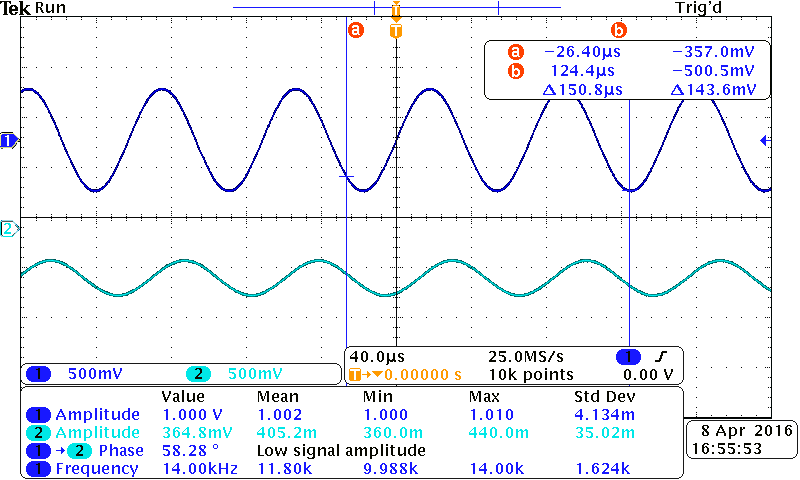 Tek Run Trig'd
T
a b
T
a −26.40µs −357.0mV
b 124.4µs −500.5mV
Δ150.8µs Δ143.6mV
1
2
1 500mV 2 500mV
40.0µs 25.0MS/s 1
T→▼0.00000 s 10k points 0.00 V
Value Mean Min Max Std Dev
1 Amplitude 1.000 V 1.002 1.000 1.010 4.134m
2 Amplitude 364.8mV 405.2m 360.0m 440.0m 35.02m
1 → 2 Phase 58.28 ° Low signal amplitude
1 Frequency 14.00kHz 11.80k 9.988k 14.00k 1.624k
8 Apr 2016
16:55:53